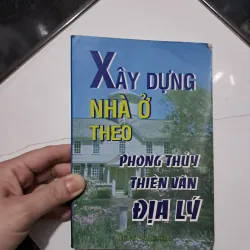 XÂY DỰNG
NHÀ Ở
THEO
PHONG THỦY
THIÊN VĂN
ĐỊA LÝ